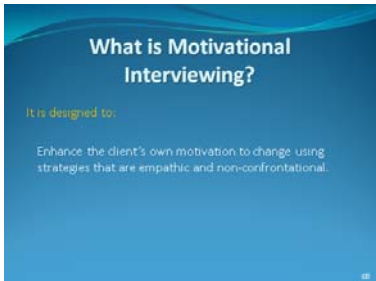 What is Motivational
Interviewing?
It is designed to:
Enhance the client's own motivation to change using
strategies that are empathic and non-confrontational.